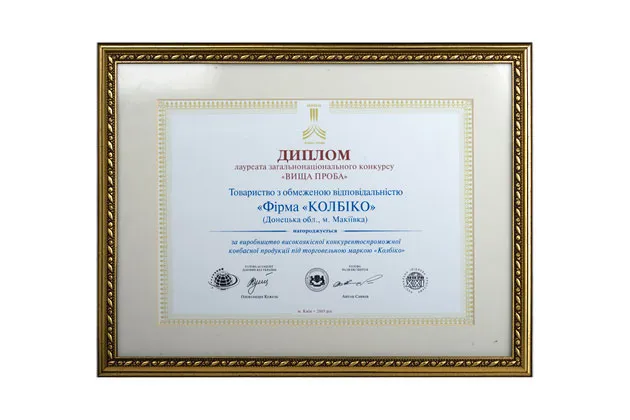 ДИПЛОМ
лауреата загальнонаціонального конкурсу
«ВИЩА ПРОБА»
Товариство з обмеженою відповідальністю
«Фірма «КОЛБІКО»
(Донецька обл., м. Макіївка)
нагороджується
за виробництво високоякісної конкурентоспроможної
ковбасної продукції під торговельною маркою «Колбіко»